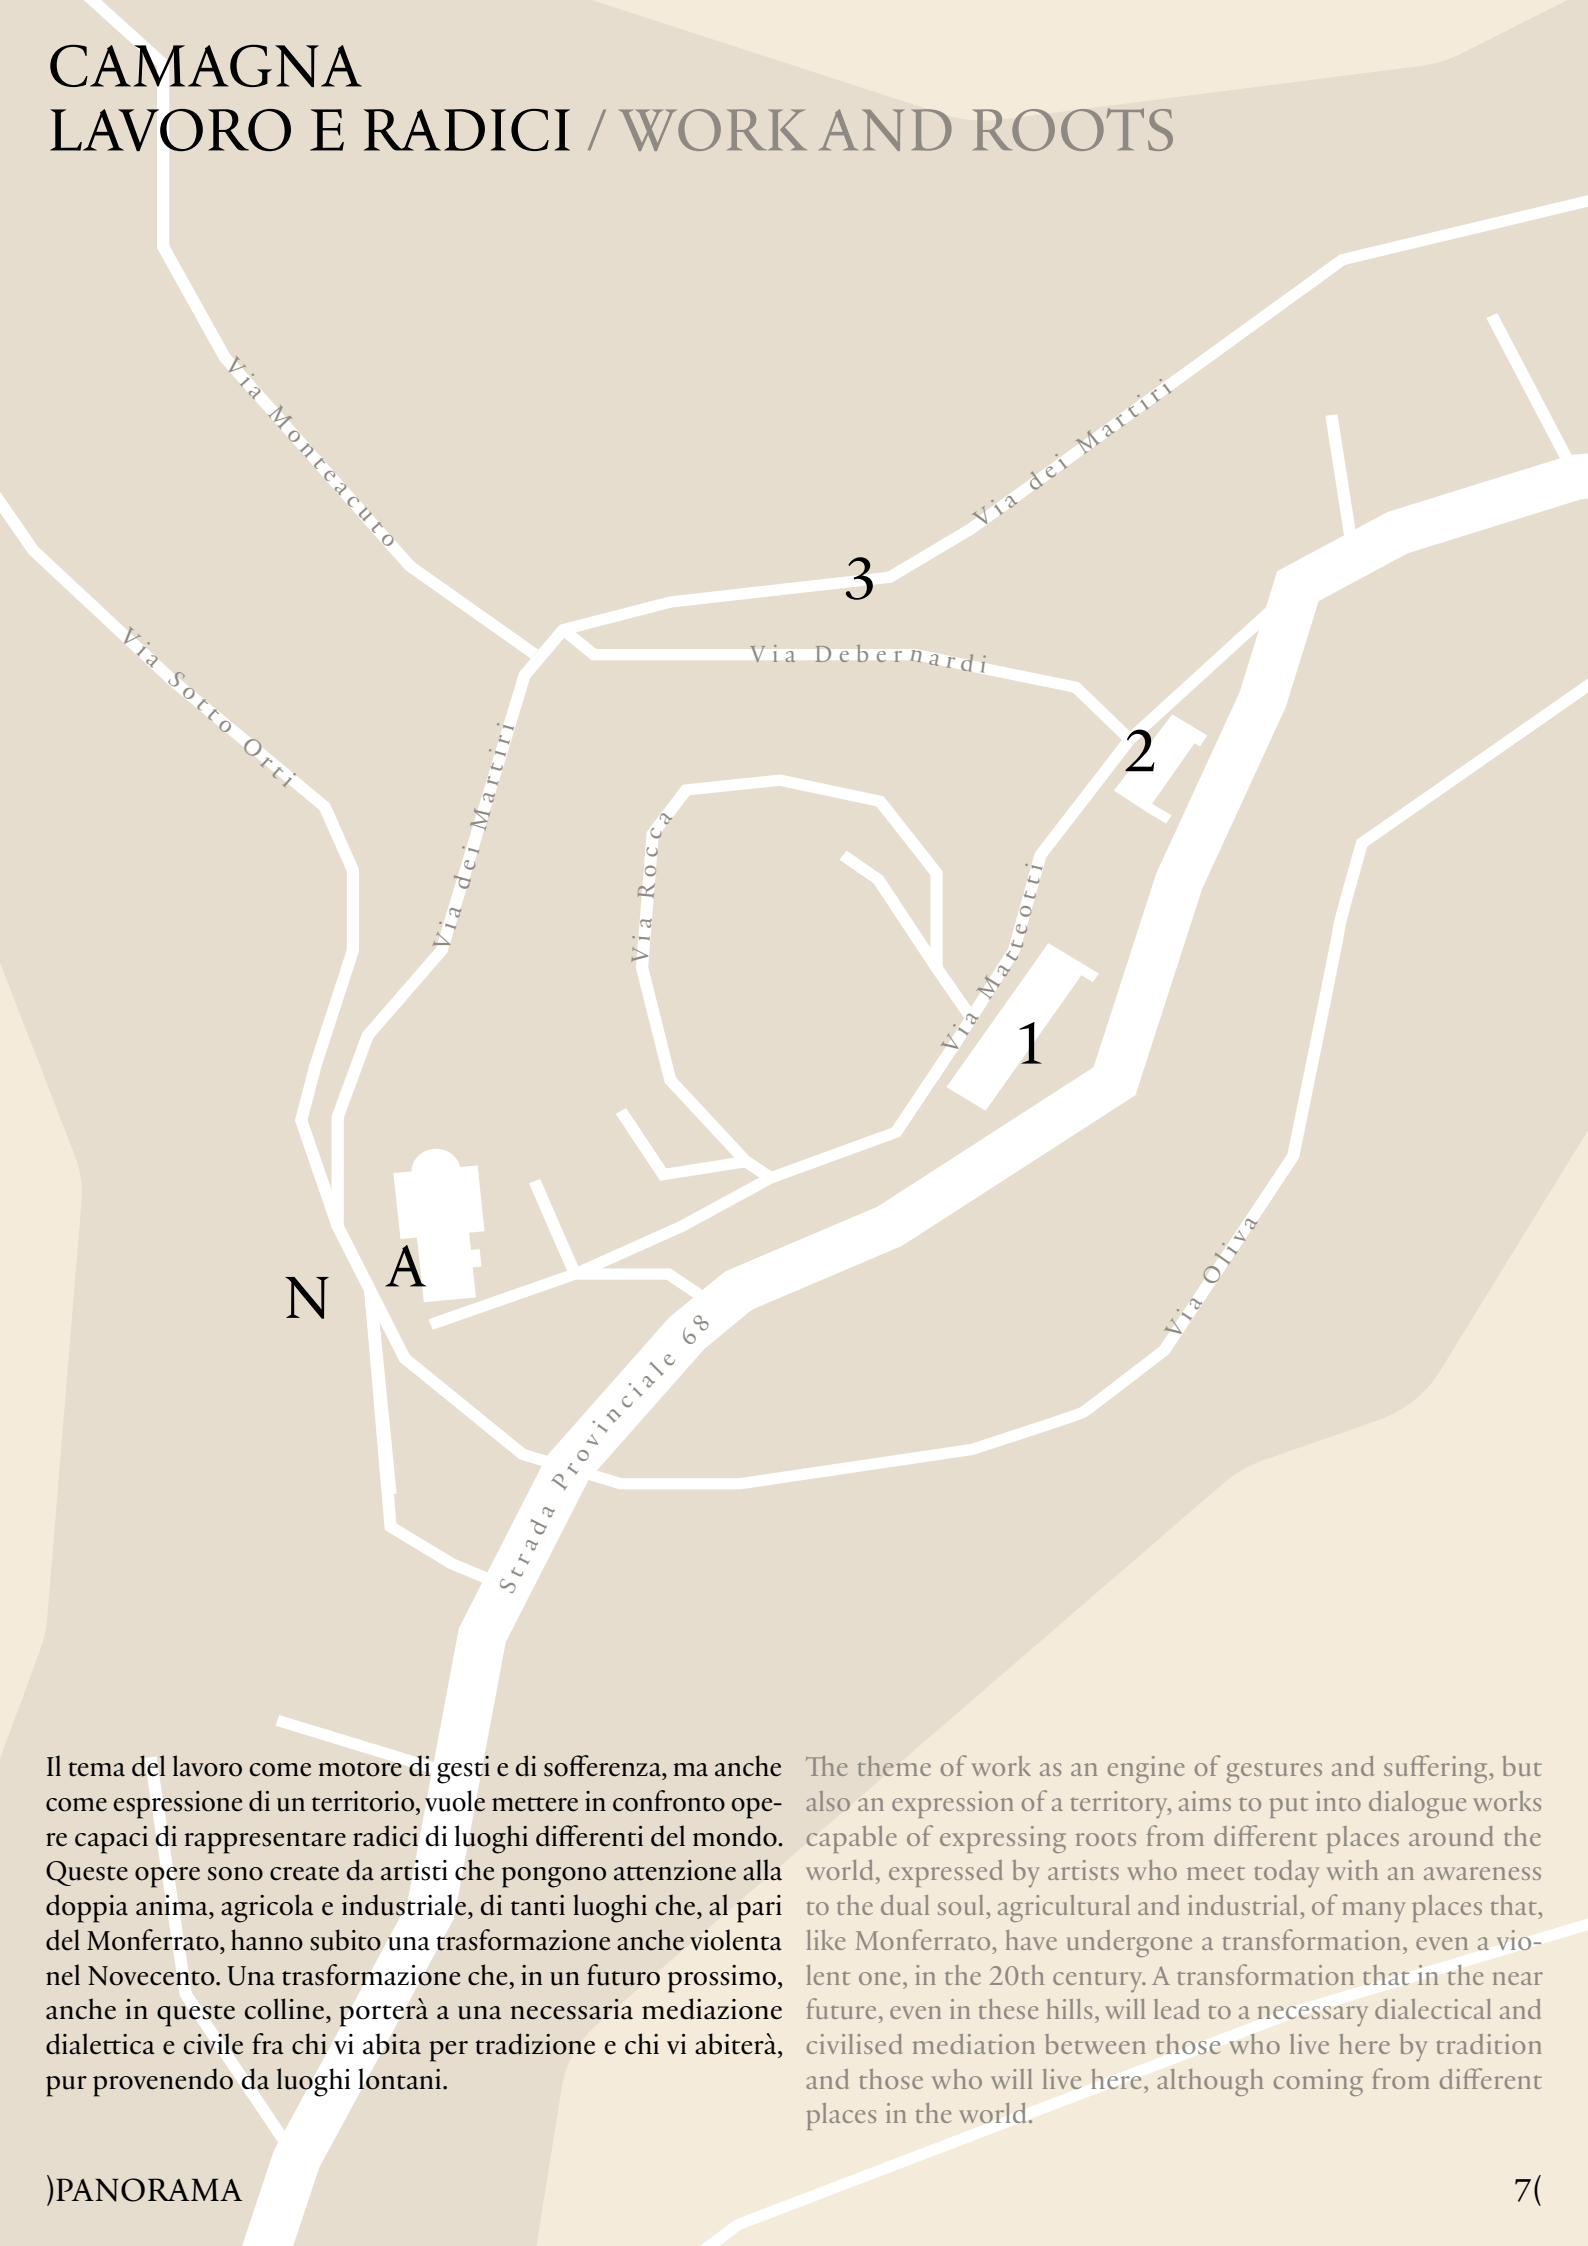 CAMAGNA
LAVORO E RADICI / WORK AND ROOTS
Via Monteacuto
Via dei Martiri
3
Via Sotto Orti
Via Debernardi
2
Via dei Martiri
Via Rocca
Via Matteotti
1
A
N
Via Oliva
Strada Provinciale 68
Il tema del lavoro come motore di gesti e di sofferenza, ma anche
come espressione di un territorio, vuole mettere in confronto ope-
re capaci di rappresentare radici di luoghi differenti del mondo.
Queste opere sono create da artisti che pongono attenzione alla
doppia anima, agricola e industriale, di tanti luoghi che, al pari
del Monferrato, hanno subito una trasformazione anche violenta
nel Novecento. Una trasformazione che, in un futuro prossimo,
anche in queste colline, porterà a una necessaria mediazione
dialettica e civile fra chi vi abita per tradizione e chi vi abiterà,
pur provenendo da luoghi lontani.
The theme of work as an engine of gestures and suffering, but
also an expression of a territory, aims to put into dialogue works
capable of expressing roots from different places around the
world, expressed by artists who meet today with an awareness
to the dual soul, agricultural and industrial, of many places that,
like Monferrato, have undergone a transformation, even a vio-
lent one, in the 20th century. A transformation that in the near
future, even in these hills, will lead to a necessary dialectical and
civilised mediation between those who live here by tradition
and those who will live here, although coming from different
places in the world.
)PANORAMA
7(